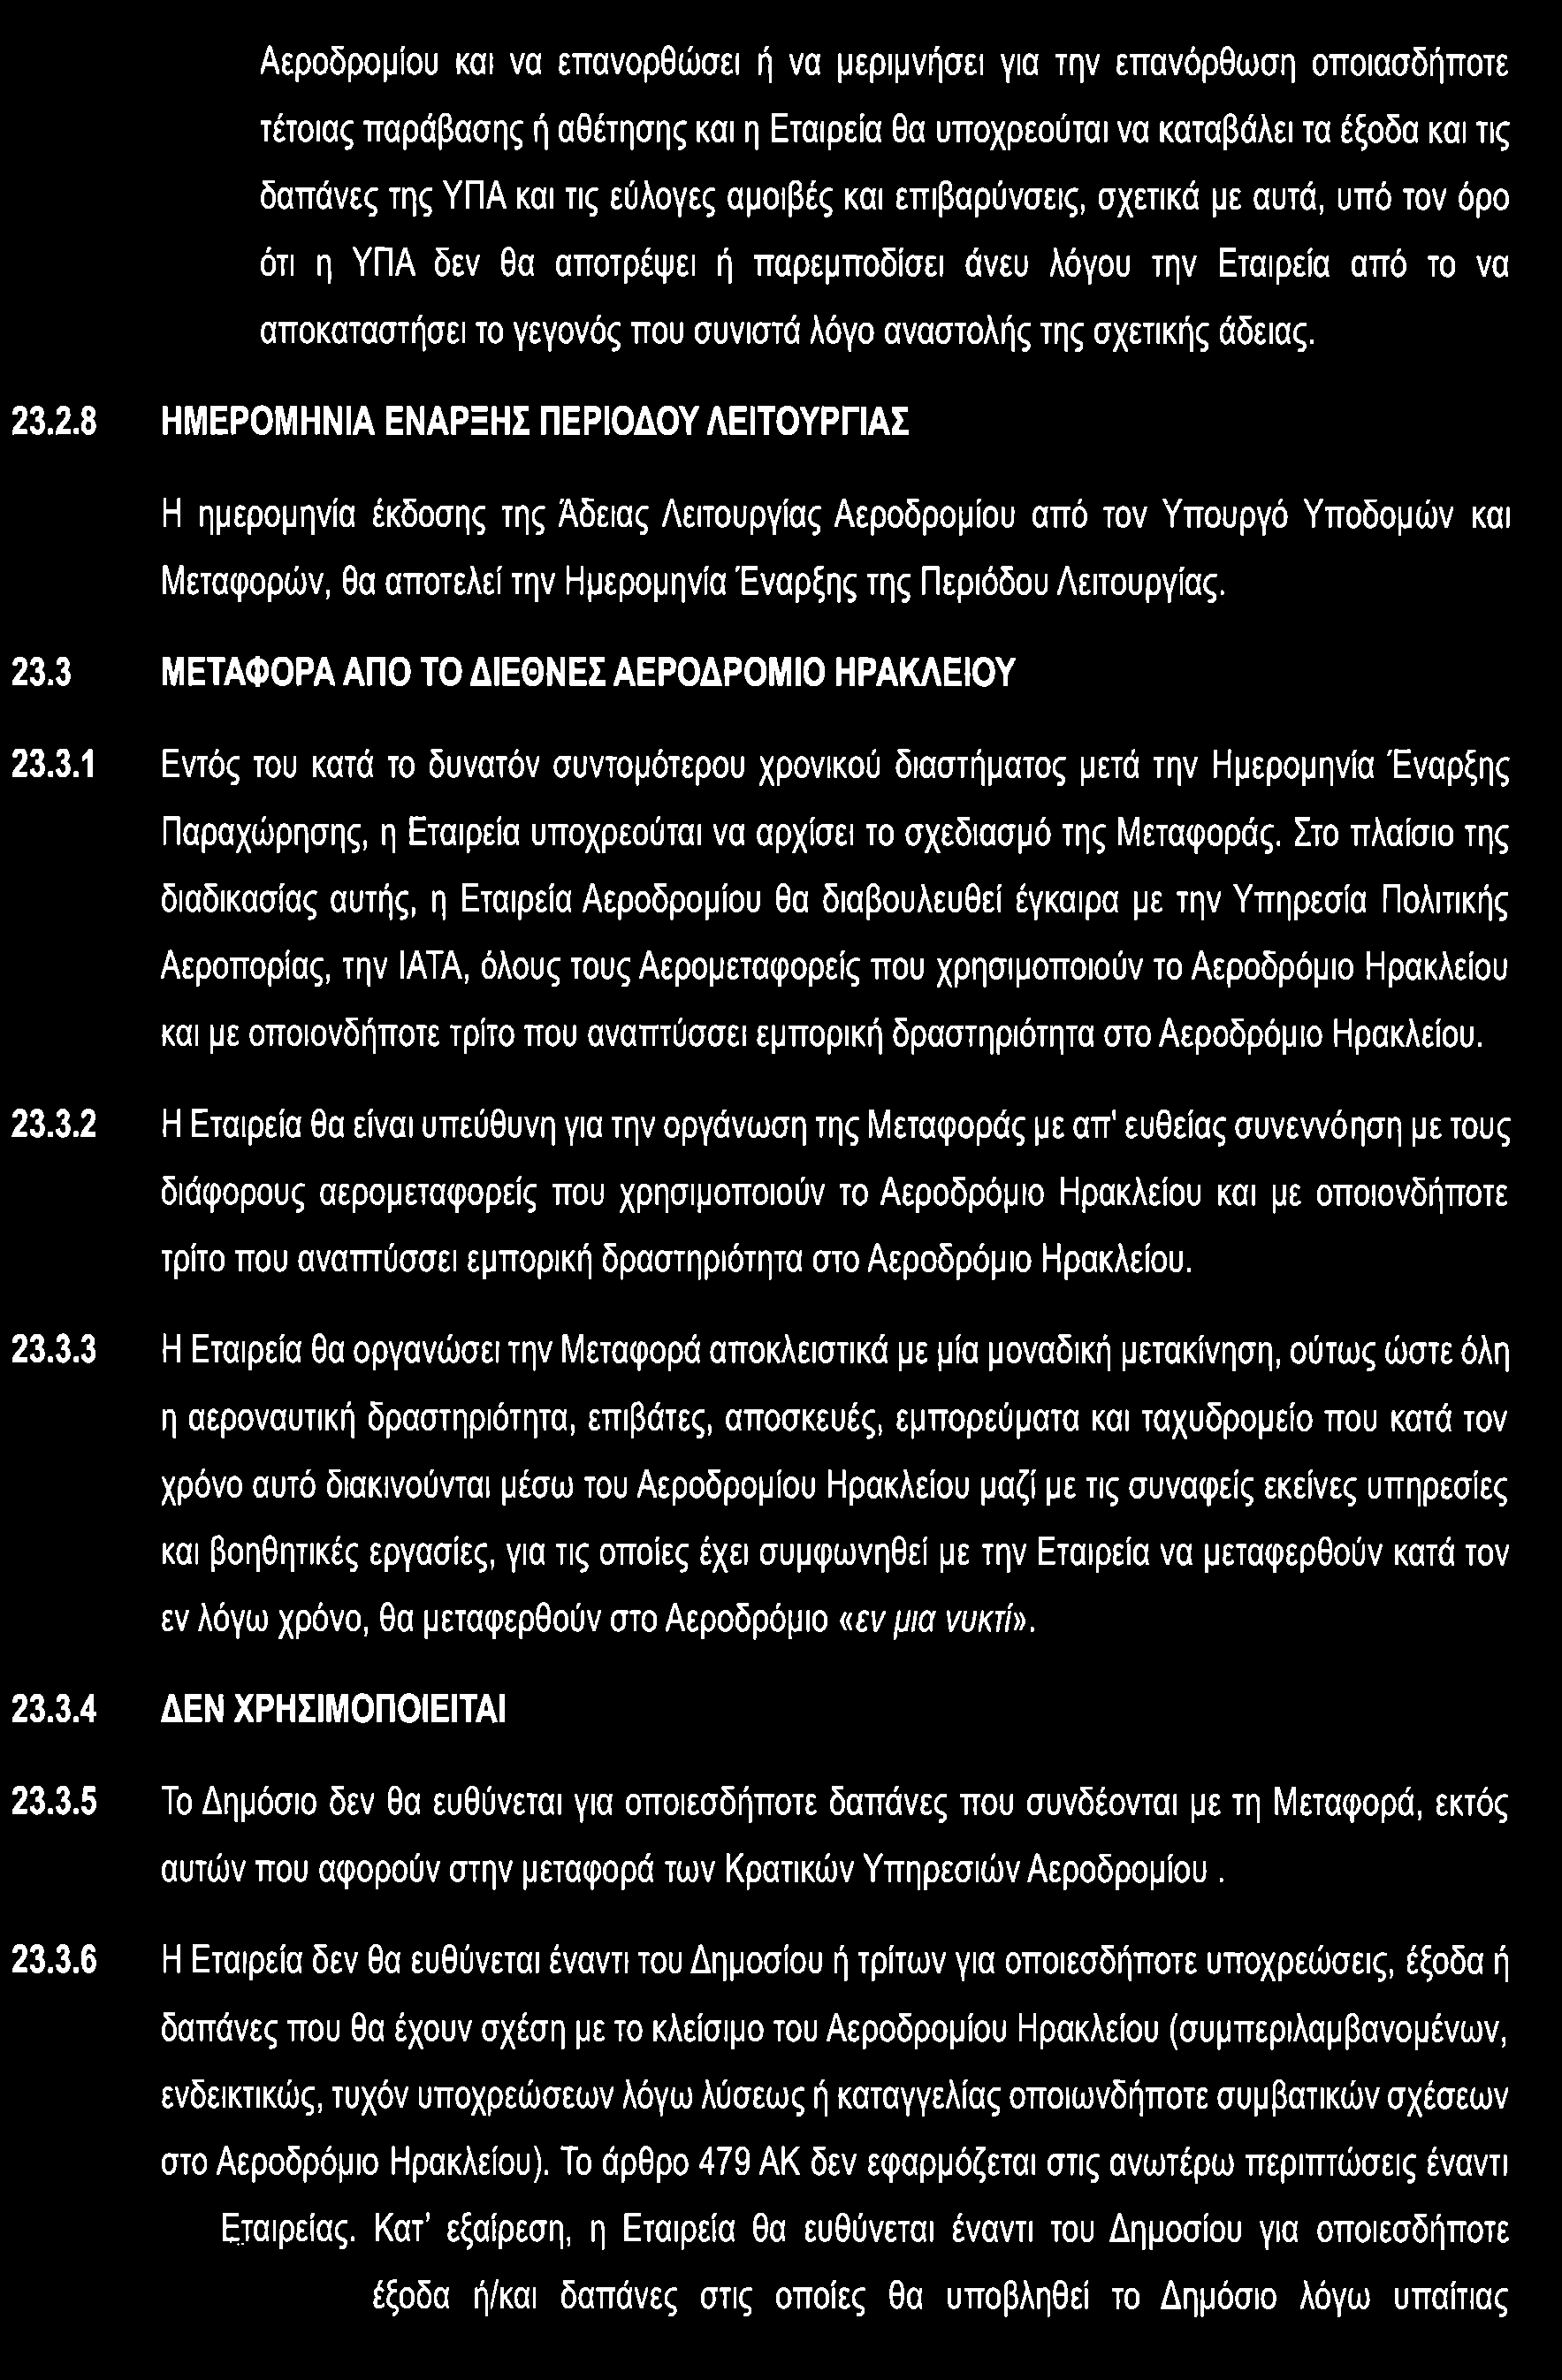 Αεροδρομίου και να επανορθώσει ή να μεριμνήσει για την επανόρθωση οποιασδήποτε
τέτοιας παράβασης ή αθέτησης και η Εταιρεία θα υποχρεούται να καταβάλει τα έξοδα και τις
δαπάνες της ΥΠΑ και τις εύλογες αμοιβές και επιβαρύνσεις, σχετικά με αυτά, υπό τον όρο
ότι η ΥΠΑ δεν θα αποτρέψει ή παρεμποδίσει άνευ λόγου την Εταιρεία από το να
αποκαταστήσει το γεγονός που συνιστά λόγο αναστολής της σχετικής άδειας.
23.2.8 ΗΜΕΡΟΜΗΝΙΑ ΕΝΑΡΞΗΣ ΠΕΡΙΟΔΟΥ ΛΕΙΤΟΥΡΓΙΑΣ
Η ημερομηνία έκδοσης της Άδειας Λειτουργίας Αεροδρομίου από τον Υπουργό Υποδομών και
Μεταφορών, θα αποτελεί την Ημερομηνία Έναρξης της Περιόδου Λειτουργίας.
23.3 ΜΕΤΑΦΟΡΑ ΑΠΟ ΤΟ ΔΙΕΘΝΕΣ ΑΕΡΟΔΡΟΜΙΟ ΗΡΑΚΛΕΙΟΥ
23.3.1 Εντός του κατά το δυνατόν συντομότερου χρονικού διαστήματος μετά την Ημερομηνία Έναρξης
Παραχώρησης, η Εταιρεία υποχρεούται να αρχίσει το σχεδιασμό της Μεταφοράς. Στο πλαίσιο της
διαδικασίας αυτής, η Εταιρεία Αεροδρομίου θα διαβουλευθεί έγκαιρα με την Υπηρεσία Πολιτικής
Αεροπορίας, την ΙΑΤΑ, όλους τους Αερομεταφορείς που χρησιμοποιούν το Αεροδρόμιο Ηρακλείου
και με οποιονδήποτε τρίτο που αναπτύσσει εμπορική δραστηριότητα στο Αεροδρόμιο Ηρακλείου.
23.3.2 Η Εταιρεία θα είναι υπεύθυνη για την οργάνωση της Μεταφοράς με απ' ευθείας συνεννόηση με τους
διάφορους αερομεταφορείς που χρησιμοποιούν το Αεροδρόμιο Ηρακλείου και με οποιονδήποτε
τρίτο που αναπτύσσει εμπορική δραστηριότητα στο Αεροδρόμιο Ηρακλείου.
23.3.3 Η Εταιρεία θα οργανώσει την Μεταφορά αποκλειστικά με μία μοναδική μετακίνηση, ούτως ώστε όλη
η αεροναυτική δραστηριότητα, επιβάτες, αποσκευές, εμπορεύματα και ταχυδρομείο που κατά τον
χρόνο αυτό διακινούνται μέσω του Αεροδρομίου Ηρακλείου μαζί με τις συναφείς εκείνες υπηρεσίες
και βοηθητικές εργασίες, για τις οποίες έχει συμφωνηθεί με την Εταιρεία να μεταφερθούν κατά τον
εν λόγω χρόνο, θα μεταφερθούν στο Αεροδρόμιο «εν μια νυκτί».
23.3.4 ΔΕΝ ΧΡΗΣΙΜΟΠΟΙΕΙΤΑΙ
23.3.5 Το Δημόσιο δεν θα ευθύνεται για οποιεσδήποτε δαπάνες που συνδέονται με τη Μεταφορά, εκτός
αυτών που αφορούν στην μεταφορά των Κρατικών Υπηρεσιών Αεροδρομίου .
23.3.6 Η Εταιρεία δεν θα ευθύνεται έναντι του Δημοσίου ή τρίτων για οποιεσδήποτε υποχρεώσεις, έξοδα ή
δαπάνες που θα έχουν σχέση με το κλείσιμο του Αεροδρομίου Ηρακλείου (συμπεριλαμβανομένων,
ενδεικτικώς, τυχόν υποχρεώσεων λόγω λύσεως ή καταγγελίας οποιωνδήποτε συμβατικών σχέσεων
στο Αεροδρόμιο Ηρακλείου). Το άρθρο 479 ΑΚ δεν εφαρμόζεται στις ανωτέρω περιπτώσεις έναντι
Εταιρείας. Κατ’ εξαίρεση, η Εταιρεία θα ευθύνεται έναντι του Δημοσίου για οποιεσδήποτε
έξοδα ή/και δαπάνες στις οποίες θα υποβληθεί το Δημόσιο λόγω υπαίτιας